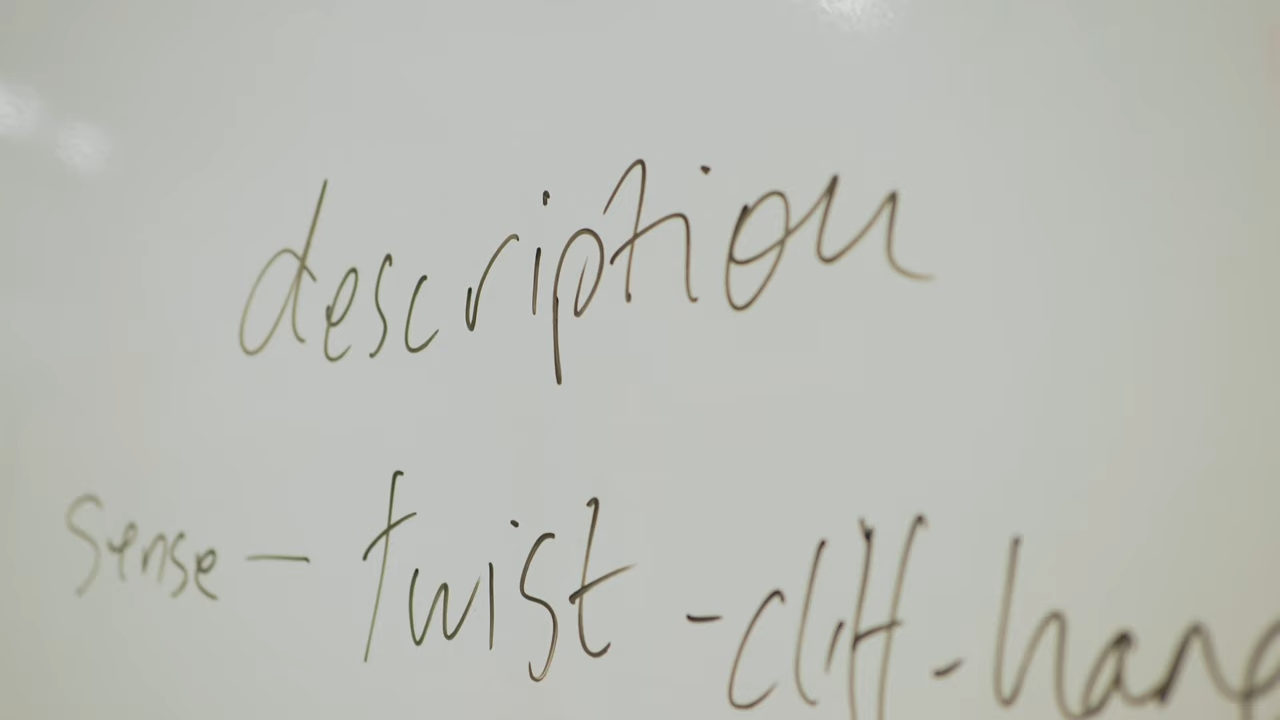 description
sense - twist - cliff-hang